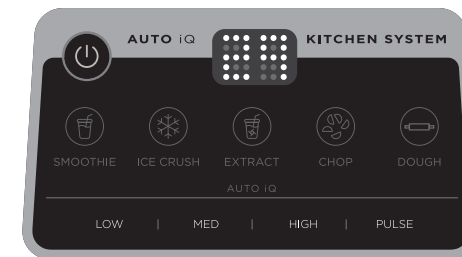 AUTO iQ KITCHEN SYSTEM
SMOOTHIE ICE CRUSH EXTRACT CHOP DOUGH
AUTO iQ
LOW | MED | HIGH | PULSE